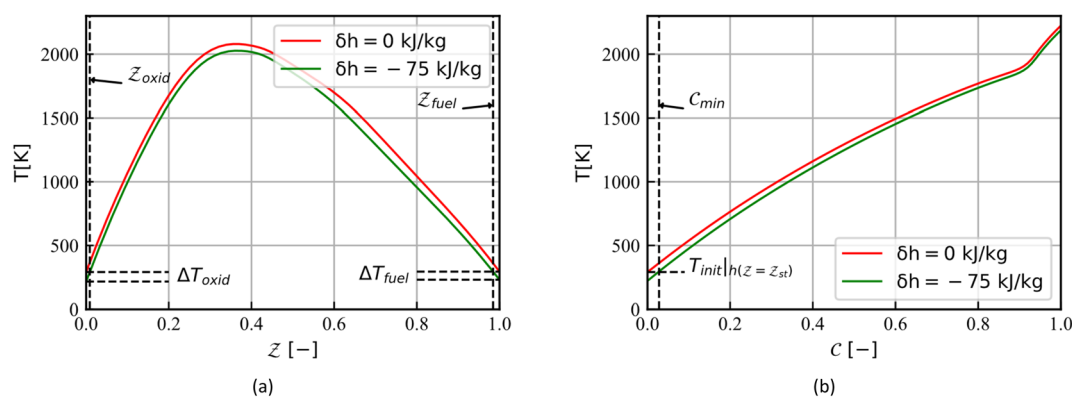 T[K]
2000
1500
1000
500
0
0.0 0.2 0.4 0.6 0.8 1.0
𝒵 [−]
δh = 0 kJ/kg
δh = − 75 kJ/kg
𝒵oxid
𝒵fuel
ΔToxid
ΔTfuel
(a)
T[K]
2000
1500
1000
500
0
0.0 0.2 0.4 0.6 0.8 1.0
𝒞 [−]
𝒞min
Tinit|h(𝒵 = 𝒵st)
δh = 0 kJ/kg
δh = − 75 kJ/kg
(b)